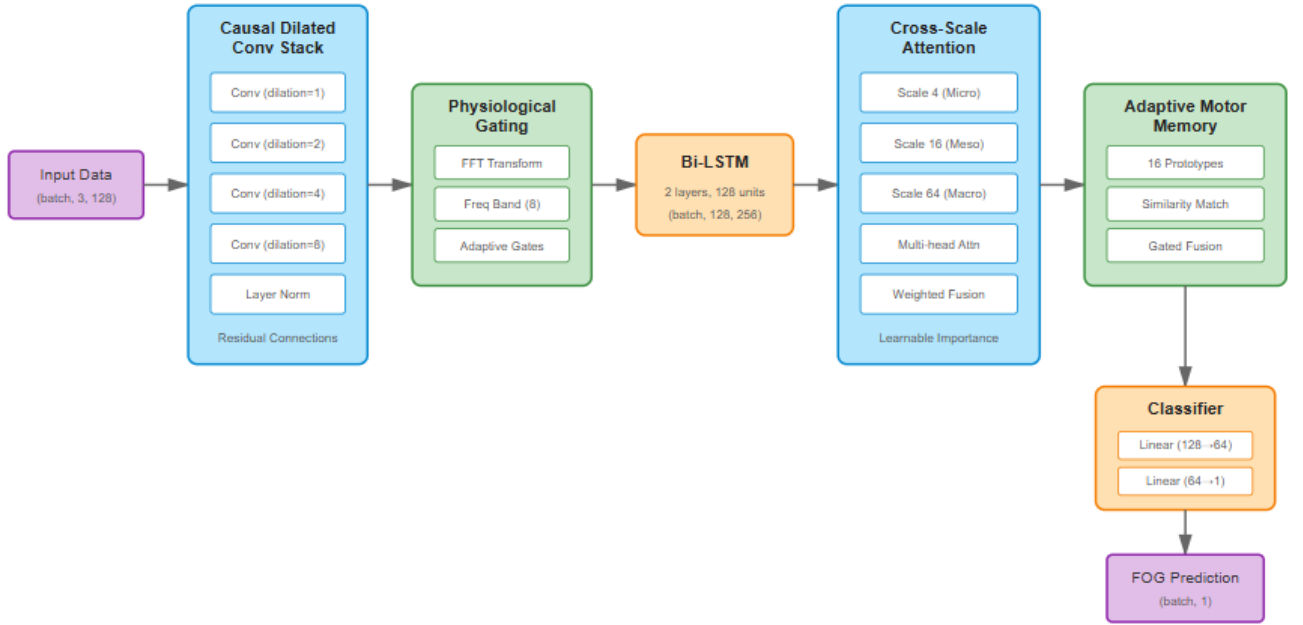 Input Data
(batch, 3, 128)
Causal Dilated
Conv Stack
Conv (dilation=1)
Conv (dilation=2)
Conv (dilation=4)
Conv (dilation=8)
Layer Norm
Residual Connections
Physiological
Gating
FFT Transform
Freq Band (8)
Adaptive Gates
Bi-LSTM
2 layers, 128 units
(batch, 128, 256)
Cross-Scale
Attention
Scale 4 (Micro)
Scale 16 (Meso)
Scale 64 (Macro)
Multi-head Attn
Weighted Fusion
Learnable Importance
Adaptive Motor
Memory
16 Prototypes
Similarity Match
Gated Fusion
Classifier
Linear (128→64)
Linear (64→1)
FOG Prediction
(batch, 1)